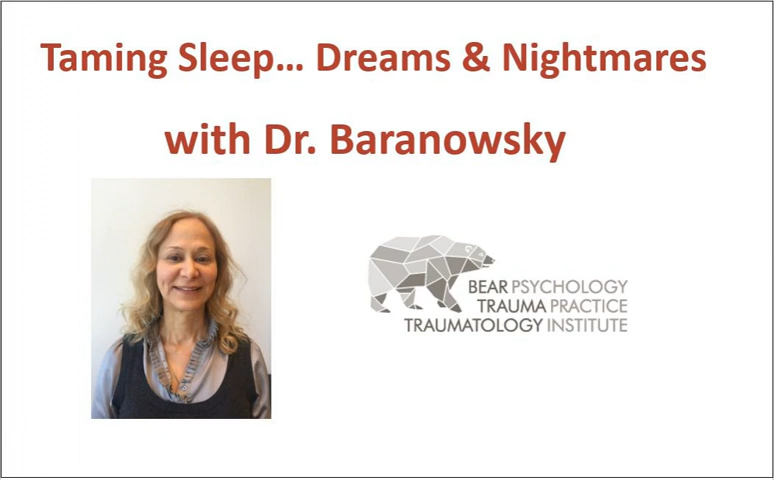 Taming Sleep... Dreams & Nightmares
with Dr. Baranowsky
BEAR PSYCHOLOGY
TRAUMA PRACTICE
TRAUMATOLOGY INSTITUTE